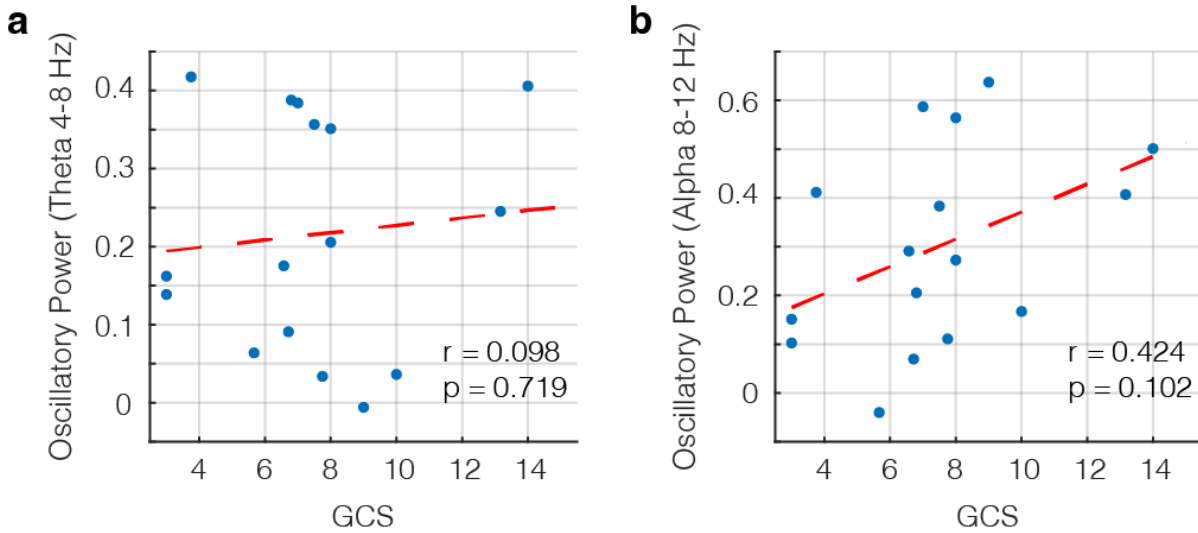 a
Oscillatory Power (Theta 4-8 Hz)
0.4
0.3
0.2
0.1
0
r = 0.098
p = 0.719
4 6 8 10 12 14
GCS
b
Oscillatory Power (Alpha 8-12 Hz)
0.6
0.4
0.2
0
r = 0.424
p = 0.102
4 6 8 10 12 14
GCS